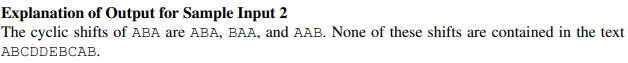 Explanation of Output for Sample Input 2
The cyclic shifts of ABA are ABA, BAA, and AAB. None of these shifts are contained in the text
ABCDDEBCAB.